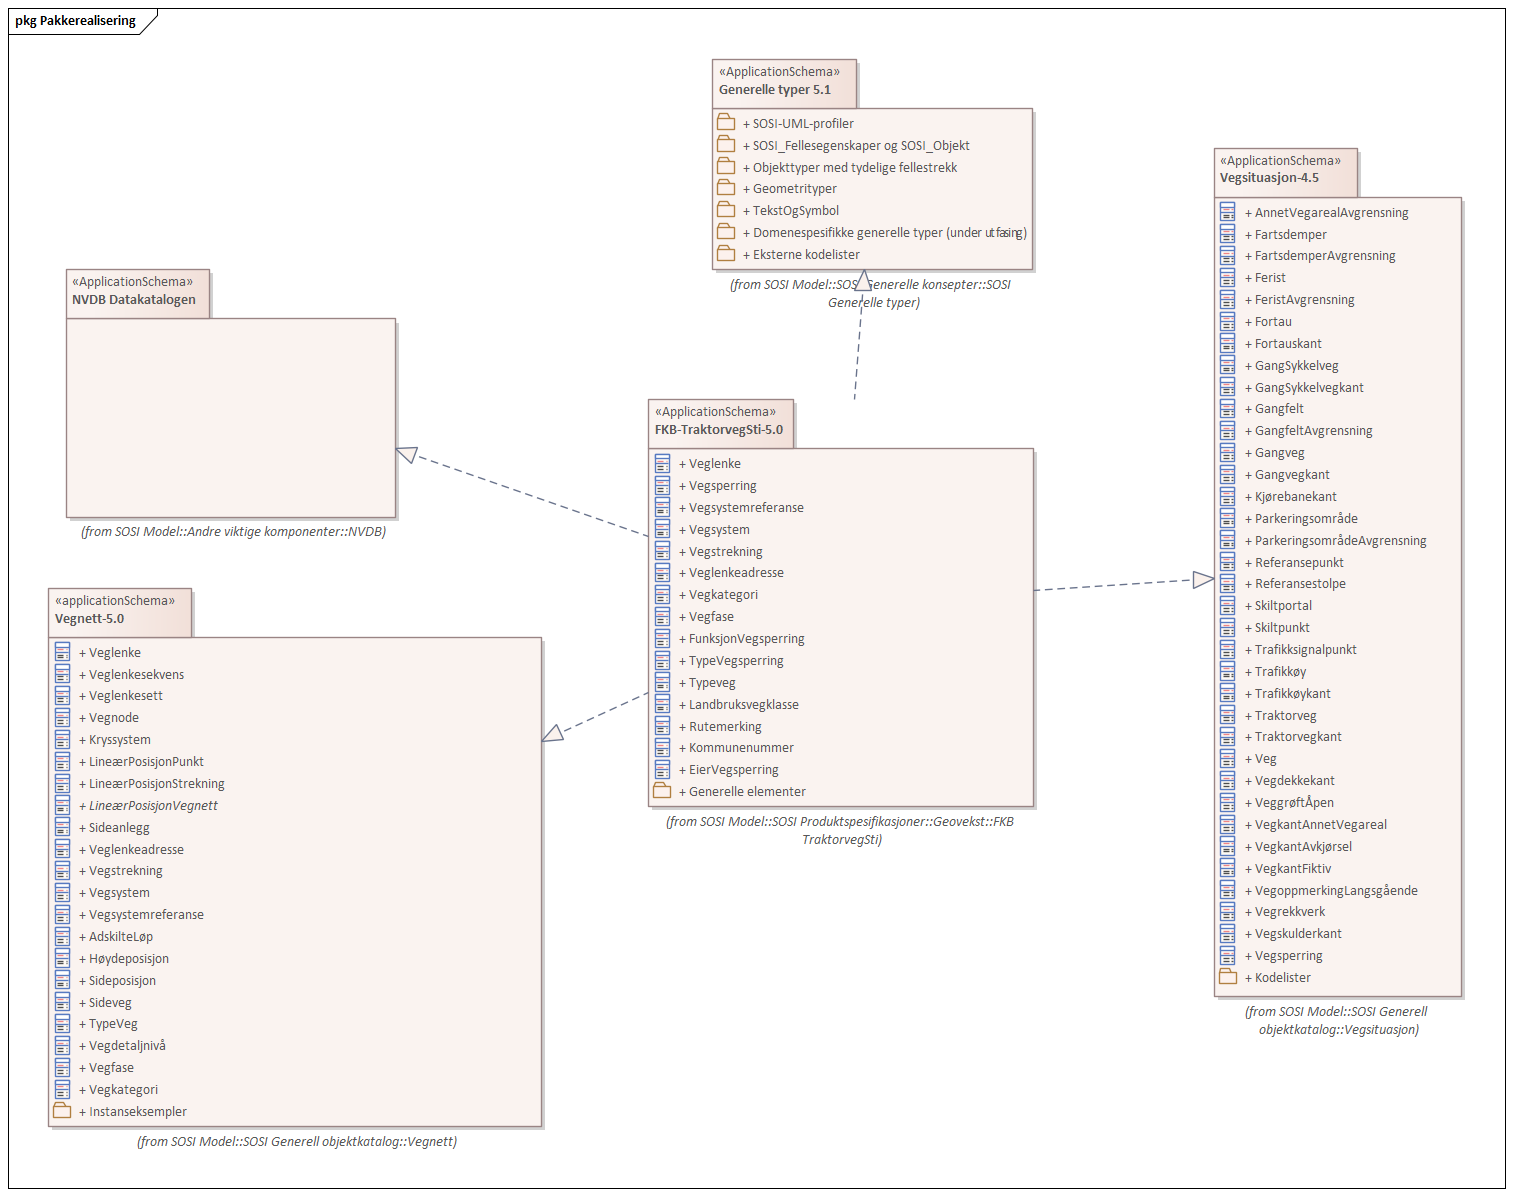 pkg Pakkerealisering
«ApplicationSchema»
Generelle typer 5.1
+ SOSI-UML-profiler
+ SOSI_Fellesegenskaper og SOSI_Objekt
+ Objekttyper med tydelige fellestrekk
+ Geometrityper
+ TekstOgSymbol
+ Domenespesifikke generelle typer (under utfasing)
+ Eksterne kodelister
(from SOSI Model::SOSI Generelle konsepter::SOSI
Generelle typer)
«ApplicationSchema»
NVDB Datakatalogen
(from SOSI Model::Andre viktige komponenter::NVDB)
«applicationSchema»
Vegnett-5.0
+ Veglenke
+ Veglenkesekvens
+ Veglenkesett
+ Vegnode
+ Kryssystem
+ LineærPosisjonPunkt
+ LineærPosisjonStrekning
+ LineærPosisjonVegnett
+ Sideanlegg
+ Veglenkeadresse
+ Vegstrekning
+ Vegsystem
+ Vegsystemreferanse
+ AdskilteLøp
+ Høydeposisjon
+ Sideposisjon
+ Sideveg
+ TypeVeg
+ Vegdetaljnivå
+ Vegfase
+ Vegkategori
+ Instanseksempler
(from SOSI Model::SOSI Generell objektkatalog::Vegnett)
«ApplicationSchema»
FKB-TraktorvegSti-5.0
+ Veglenke
+ Vegsperring
+ Vegsystemreferanse
+ Vegsystem
+ Vegstrekning
+ Veglenkeadresse
+ Vegkategori
+ Vegfase
+ FunksjonVegsperring
+ TypeVegsperring
+ Typeveg
+ Landbruksvegklasse
+ Rutemerking
+ Kommunenummer
+ EierVegsperring
+ Generelle elementer
(from SOSI Model::SOSI Produktspesifikasjoner::Geovekst::FKB
TraktorvegSti)
«ApplicationSchema»
Vegsituasjon-4.5
+ AnnetVegarealAvgrensning
+ Fartsdemper
+ FartsdemperAvgrensning
+ Ferist
+ FeristAvgrensning
+ Fortau
+ Fortauskant
+ GangSykkelveg
+ GangSykkelvegkant
+ Gangfelt
+ GangfeltAvgrensning
+ Gangveg
+ Gangvegkant
+ Kjørebanekant
+ Parkeringsområde
+ ParkeringsområdeAvgrensning
+ Referansepunkt
+ Referansestolpe
+ Skiltportal
+ Skiltpunkt
+ Trafikksignalpunkt
+ Trafikkøy
+ Trafikkøykant
+ Traktorveg
+ Traktorvegkant
+ Veg
+ Vegdekkekant
+ VeggrøftÅpen
+ VegkantAnnetVegareal
+ VegkantAvkjørsel
+ VegkantFiktiv
+ VegoppmerkingLangsgående
+ Vegrekkverk
+ Vegskulderkant
+ Vegsperring
+ Kodelister
(from SOSI Model::SOSI Generell
objektkatalog::Vegsituasjon)